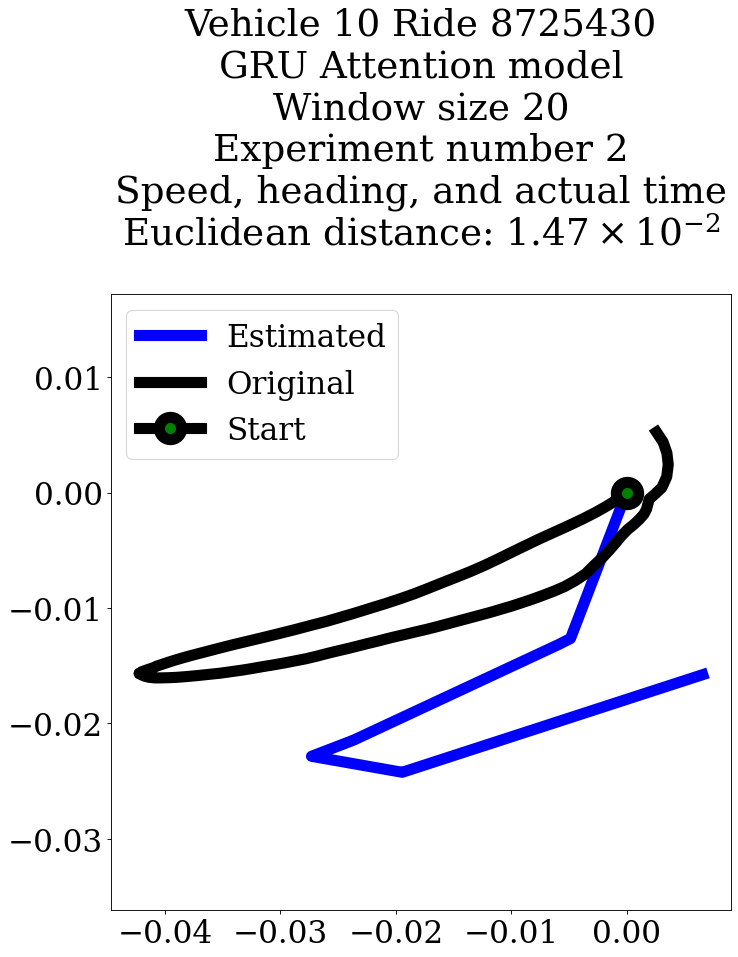 Vehicle 10 Ride 8725430
GRU Attention model
Window size 20
Experiment number 2
Speed, heading, and actual time
Euclidean distance: 1.47 × 10⁻²
Estimated
Original
Start
0.01
0.00
−0.01
−0.02
−0.03
−0.04 −0.03 −0.02 −0.01 0.00